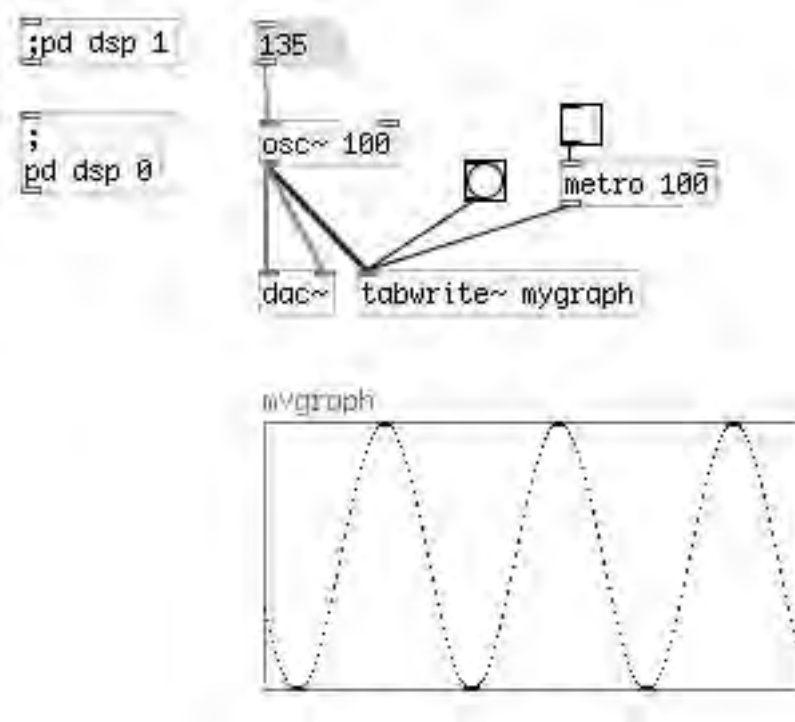 ;pd dsp 1
135
;
pd dsp 0
osc~ 100
metro 100
dac~
tabwrite~ mygraph
mygraph